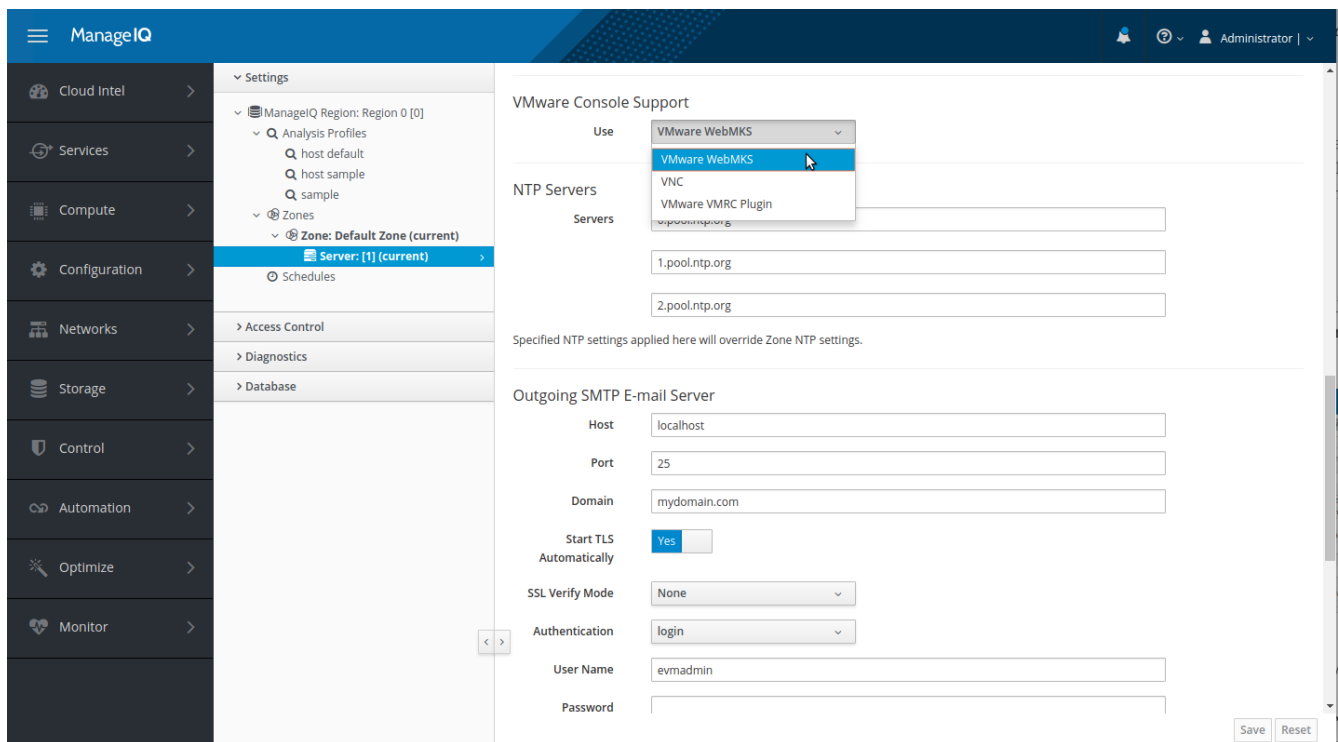 ManageIQ
Administrator |
Cloud Intel
Services
Compute
Configuration
Networks
Storage
Control
Automation
Optimize
Monitor
Settings
ManageIQ Region: Region 0 [0]
Analysis Profiles
host default
host sample
sample
Zones
Zone: Default Zone (current)
Server: [1] (current)
Schedules
Access Control
Diagnostics
Database
VMware Console Support
Use VMware WebMKS
VMware WebMKS
VNC
VMware VMRC Plugin
NTP Servers
Servers 0.pool.ntp.org
1.pool.ntp.org
2.pool.ntp.org
Specified NTP settings applied here will override Zone NTP settings.
Outgoing SMTP E-mail Server
Host localhost
Port 25
Domain mydomain.com
Start TLS
Automatically
Yes
SSL Verify Mode None
Authentication login
User Name evmadmin
Password
Save Reset